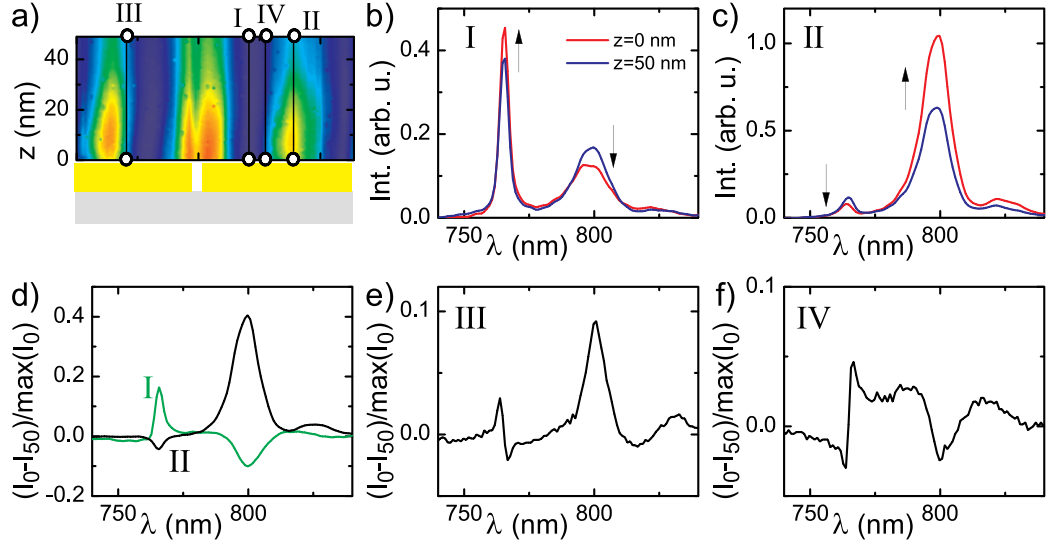 a)
III
I
IV
II
z (nm)
40
20
0
b)
I
z=0 nm
z=50 nm
Int. (arb. u.)
0.4
0.2
0.0
750
800
λ (nm)
c)
II
Int. (arb. u.)
1.0
0.5
0.0
750
800
λ (nm)
d)
I
II
(I0-I50)/max(I0)
0.4
0.2
0.0
-0.2
750
800
λ (nm)
e)
III
(I0-I50)/max(I0)
0.1
0.0
750
800
λ (nm)
f)
IV
(I0-I50)/max(I0)
0.1
0.0
750
800
λ (nm)